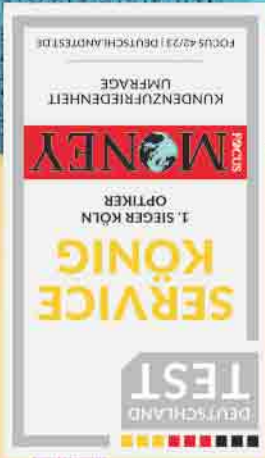 DEUTSCHLAND
TEST
SERVICE
KÖNIG
1. SIEGER KÖLN
OPTIKER
FOCUS
MONEY
KUNDENZUFRIEDENHEIT
UMFRAGE
FOCUS 42/23 | DEUTSCHLANDTEST.DE